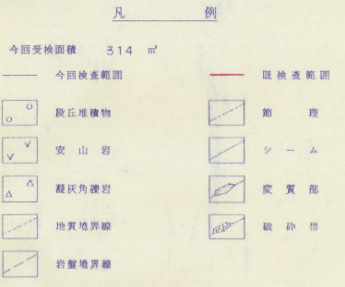 凡 例
今回受検面積 314 ㎡
今回検査範囲
既検査範囲
段丘堆積物
節理
安山岩
シーム
凝灰角礫岩
変質部
地質境界線
破砕帯
岩盤境界線